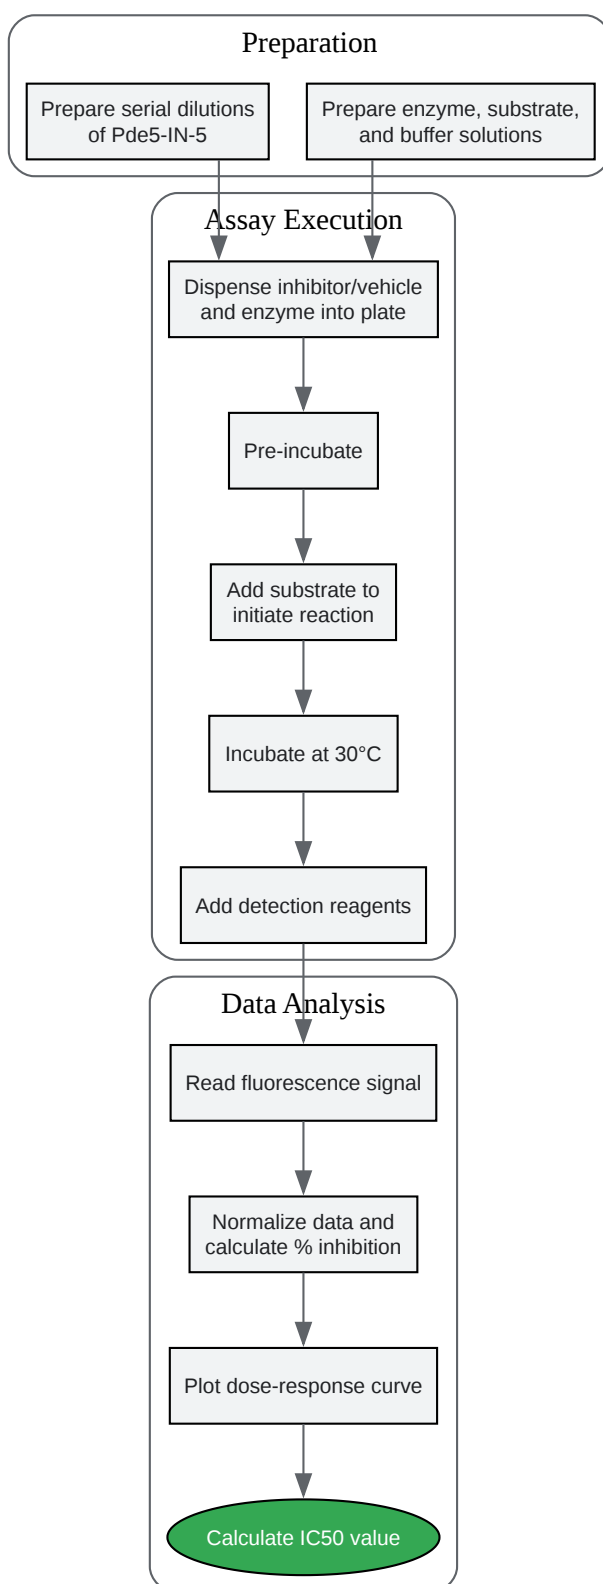 Preparation
Prepare serial dilutions
of Pde5-IN-5
Prepare enzyme, substrate,
and buffer solutions
Assay Execution
Dispense inhibitor/vehicle
and enzyme into plate
Pre-incubate
Add substrate to
initiate reaction
Incubate at 30°C
Add detection reagents
Data Analysis
Read fluorescence signal
Normalize data and
calculate % inhibition
Plot dose-response curve
Calculate IC50 value